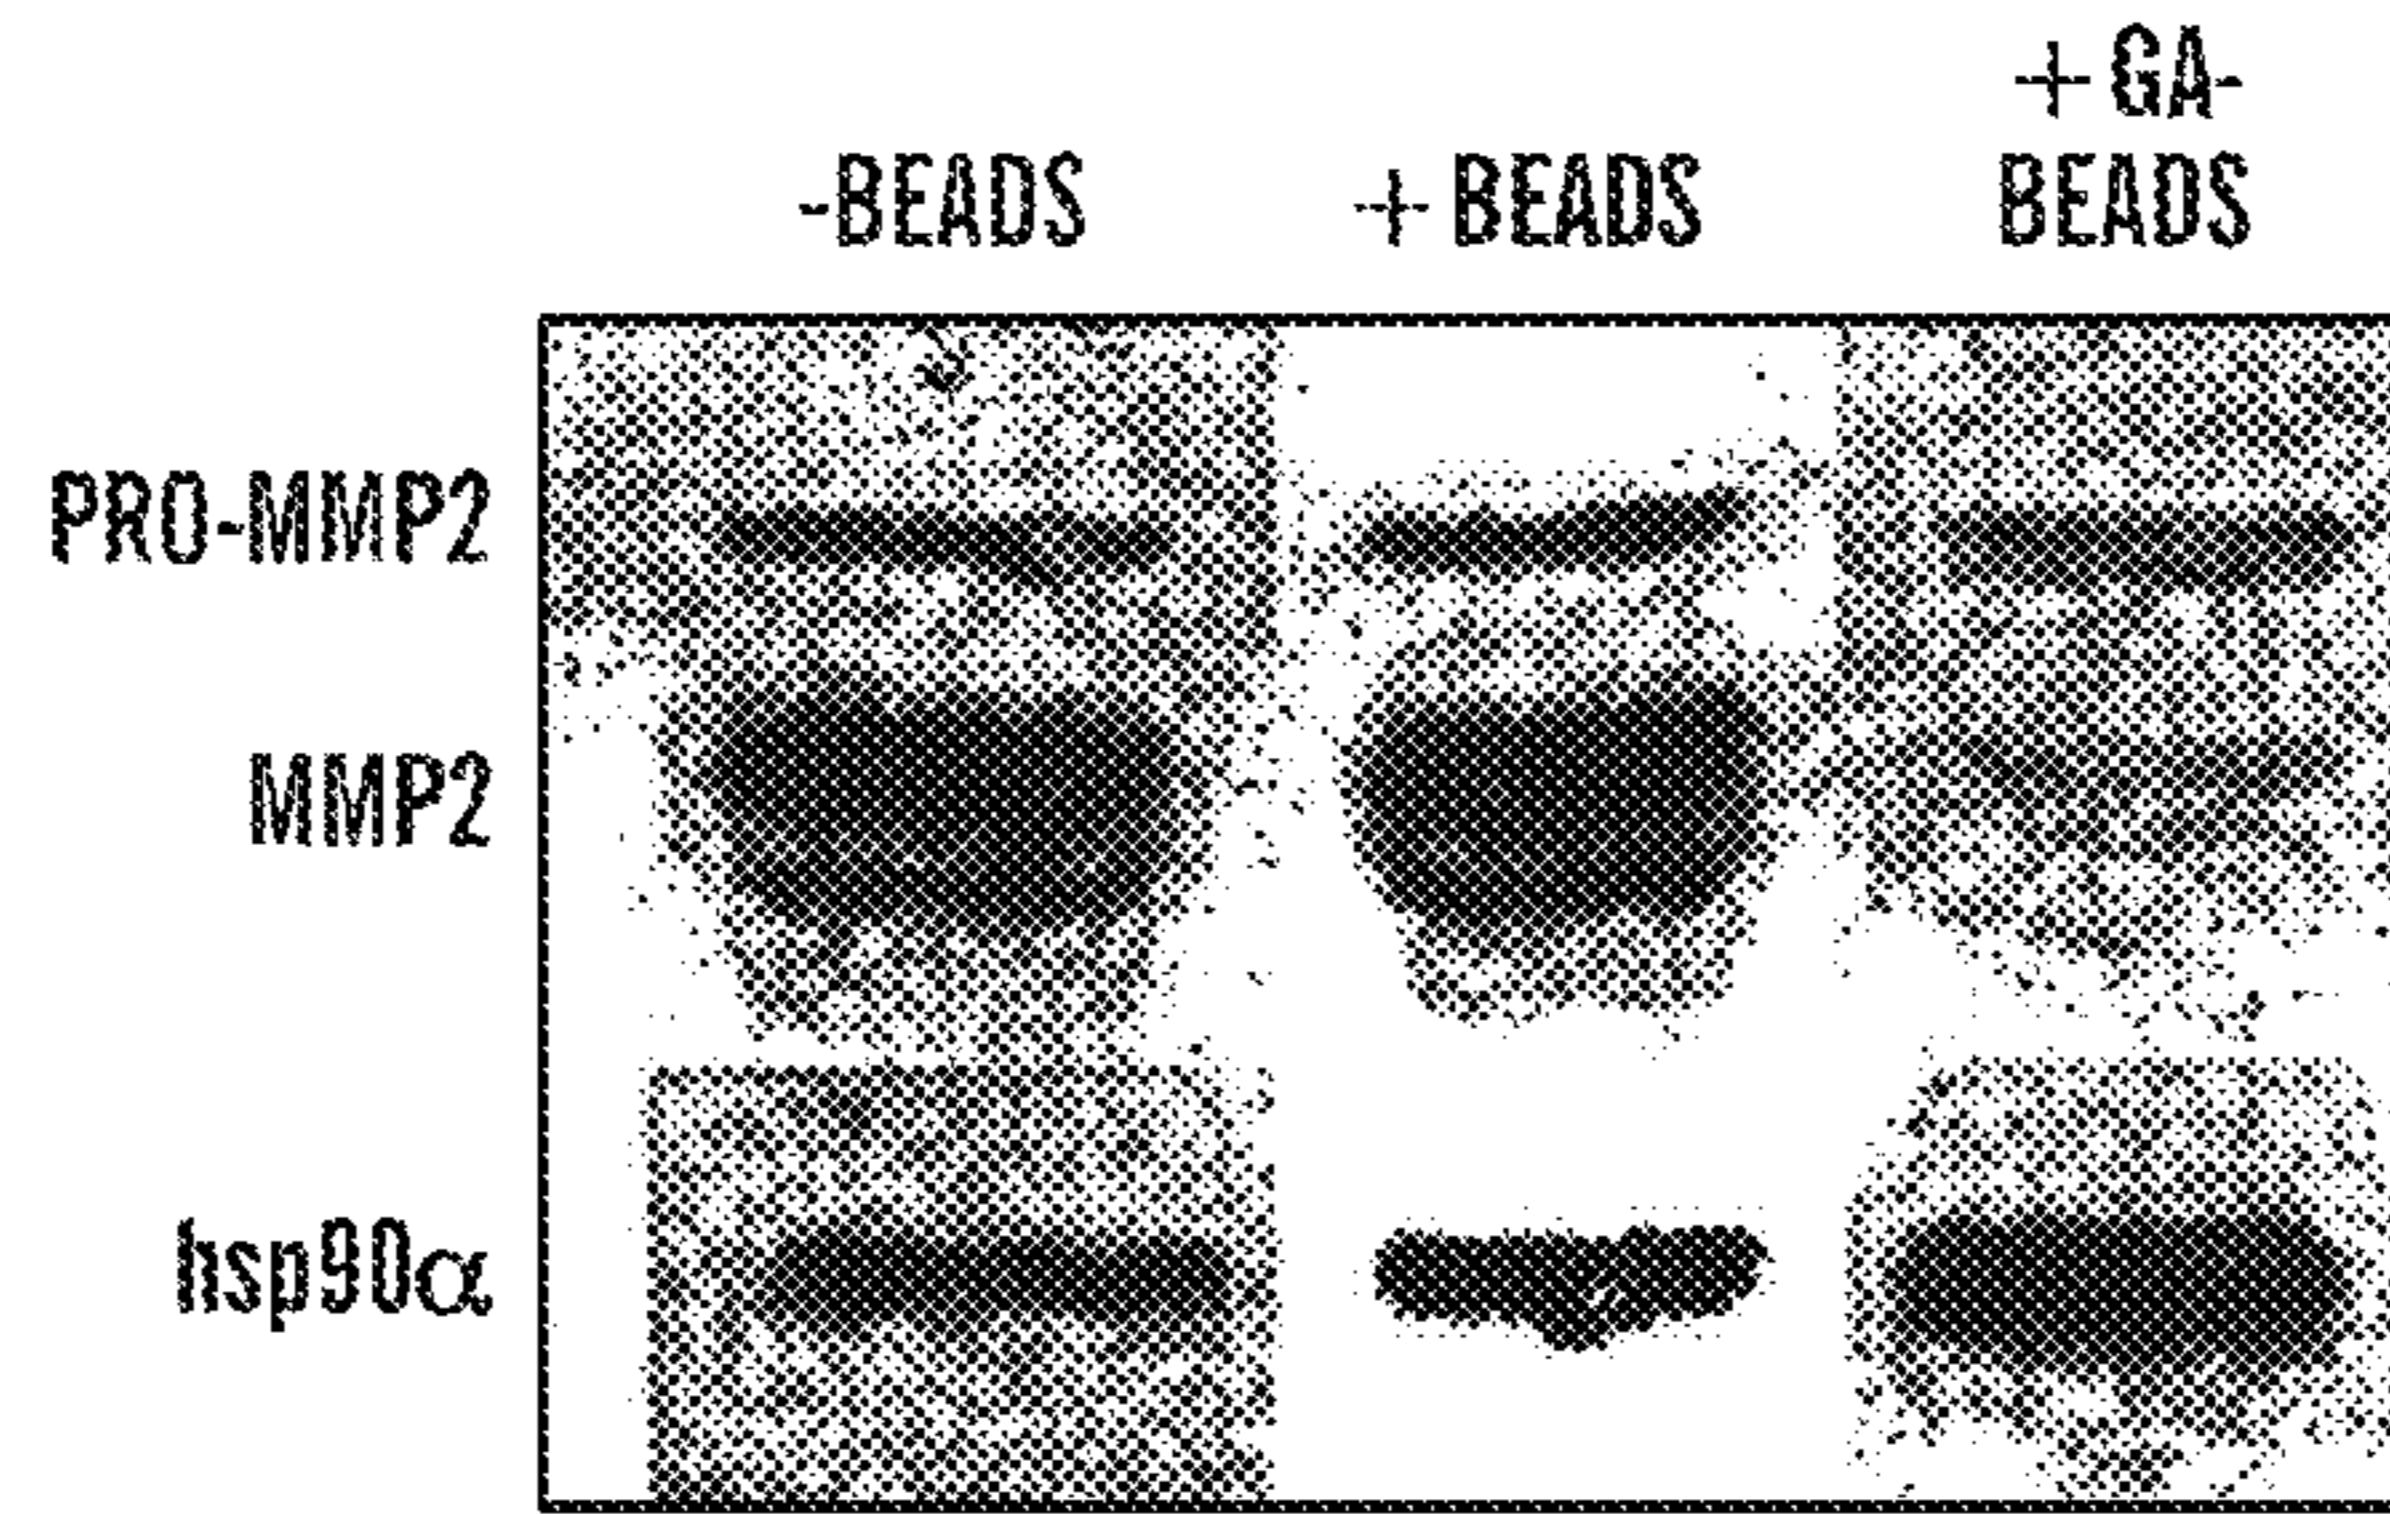 + GA-
-BEADS + BEADS BEADS
PRO-MMP2
MMP2
hsp90α